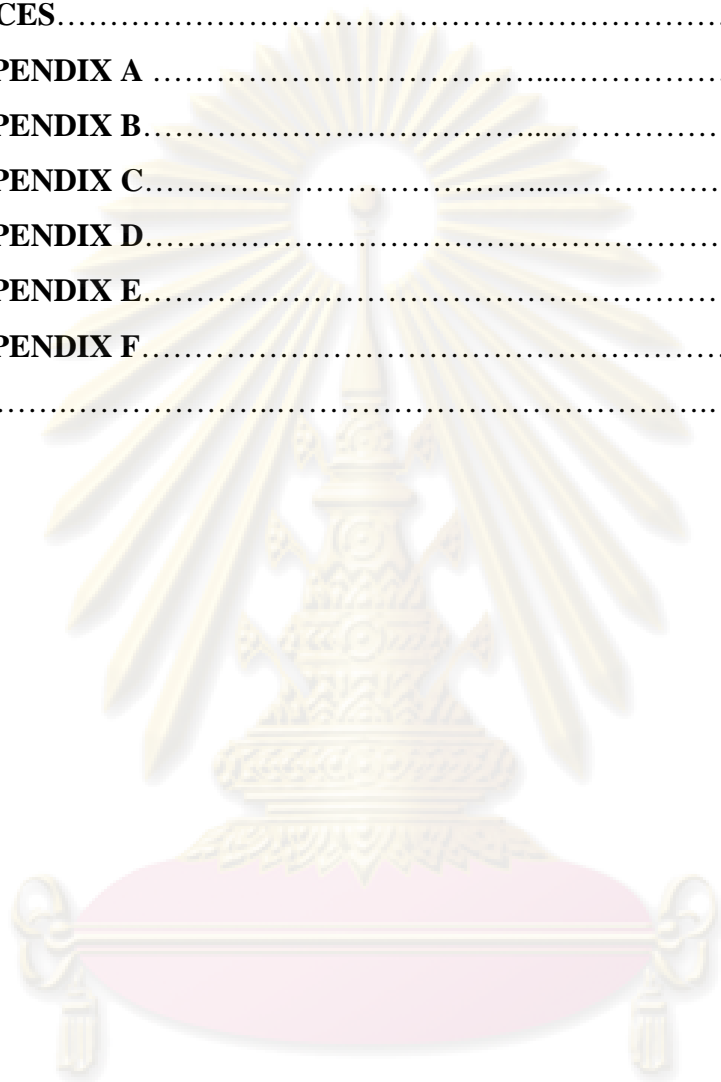 CES……………………………………………………
PENDIX A ………………………………....……………
PENDIX B………………………………....……………
PENDIX C………………………………....……………
PENDIX D……………………………………………
PENDIX E……………………………………………
PENDIX F……………………………………………
…….…………………..…………………………………….…..